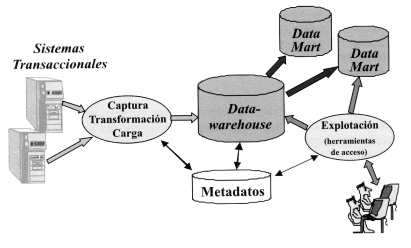 Sistemas
Transaccionales
Captura
Transformación
Carga
Data-
warehouse
Data
Mart
Data
Mart
Explotación
(herramientas
de acceso)
Metadatos